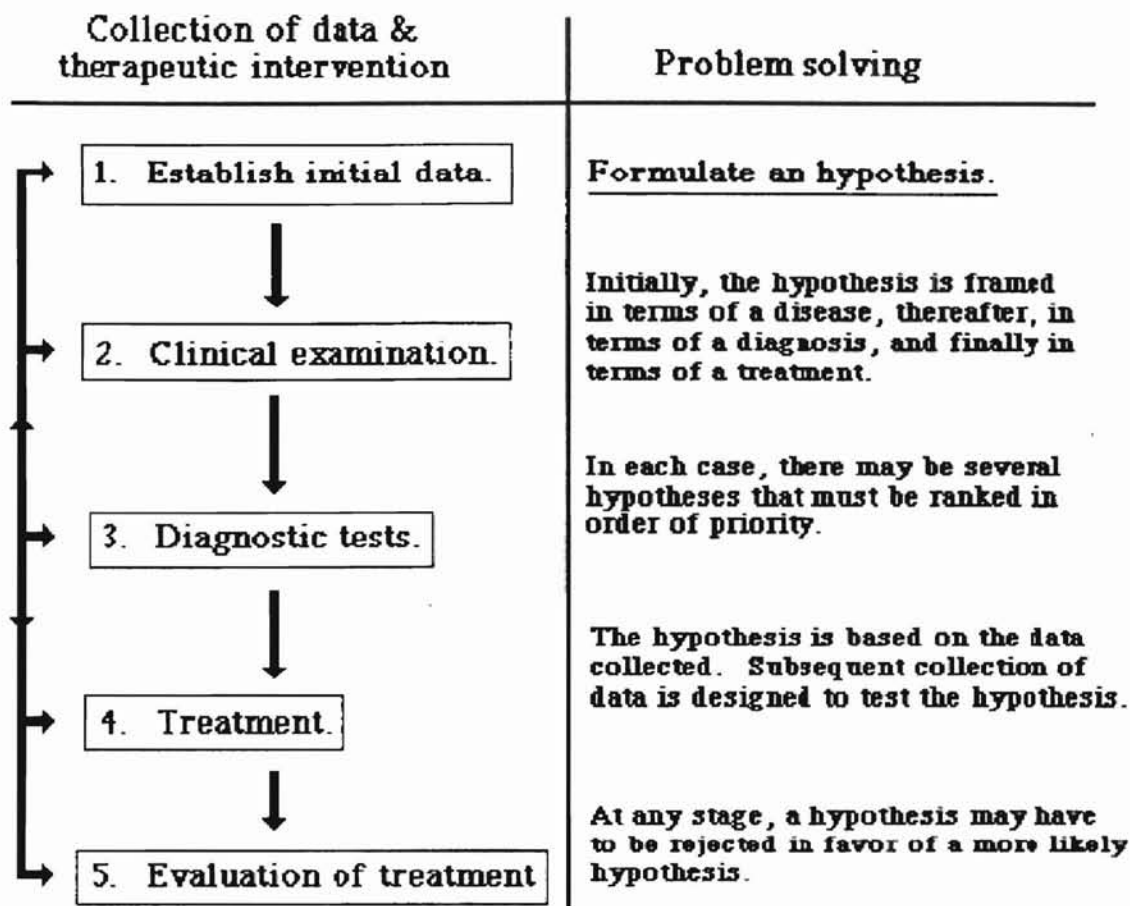 Collection of data &
therapeutic intervention
Problem solving
1. Establish initial data.
2. Clinical examination.
3. Diagnostic tests.
4. Treatment.
5. Evaluation of treatment
Formulate an hypothesis.
Initially, the hypothesis is framed
in terms of a disease, thereafter, in
terms of a diagnosis, and finally in
terms of a treatment.
In each case, there may be several
hypotheses that must be ranked in
order of priority.
The hypothesis is based on the data
collected. Subsequent collection of
data is designed to test the hypothesis.
At any stage, a hypothesis may have
to be rejected in favor of a more likely
hypothesis.